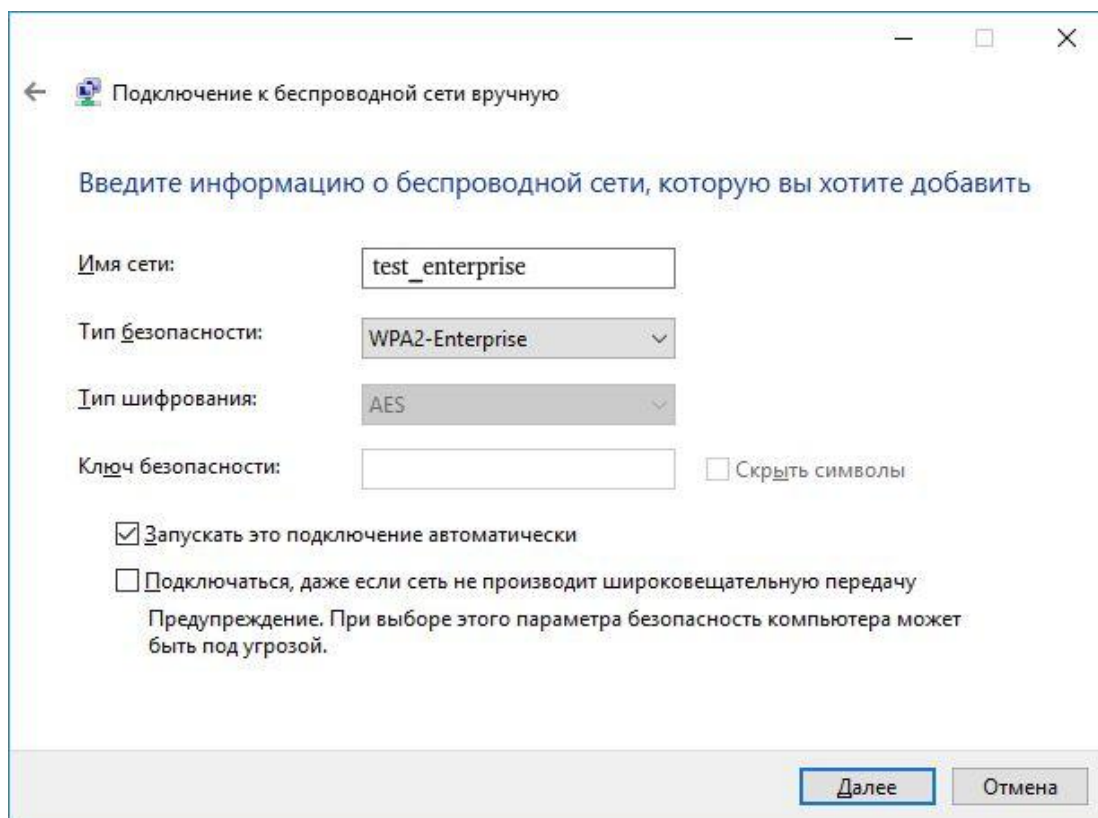 Подключение к беспроводной сети вручную
Введите информацию о беспроводной сети, которую вы хотите добавить
Имя сети:
test_enterprise
Тип безопасности:
WPA2-Enterprise
Тип шифрования:
AES
Ключ безопасности:
Скрыть символы
Запускать это подключение автоматически
Подключаться, даже если сеть не производит широковещательную передачу
Предупреждение. При выборе этого параметра безопасность компьютера может
быть под угрозой.
Далее
Отмена